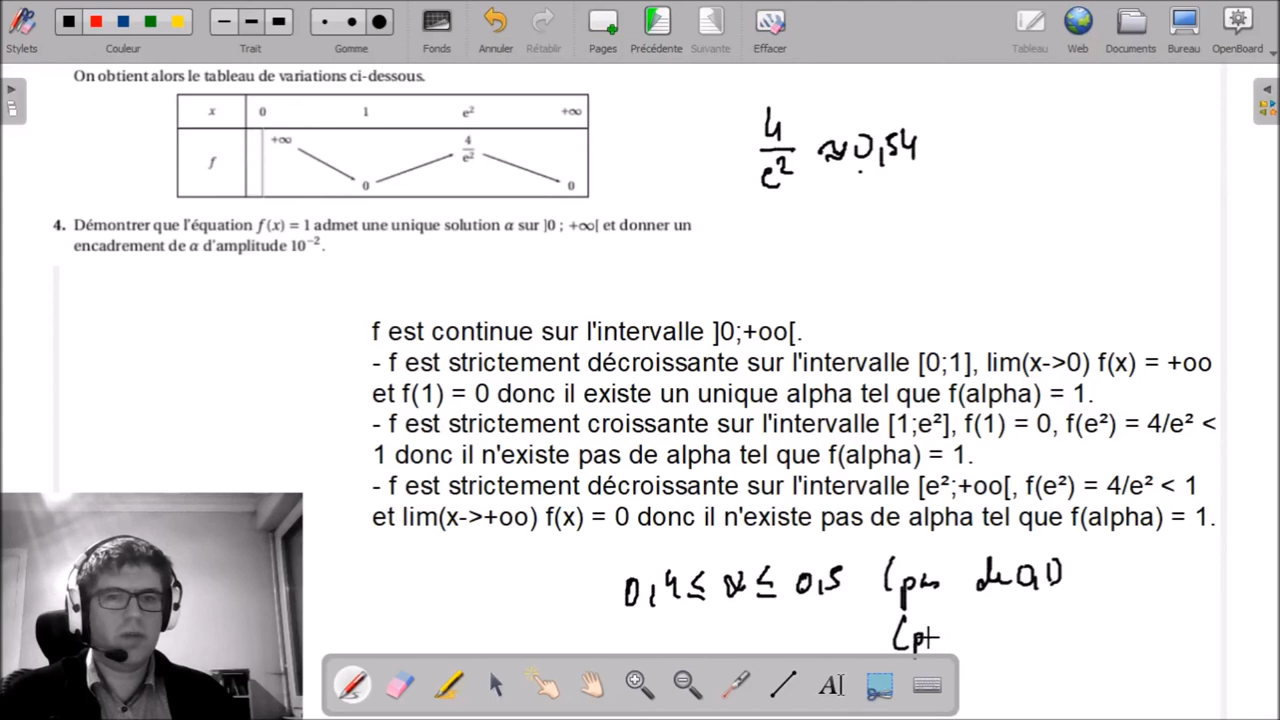 Stylets Couleur Trait Gomme Fonds Annuler Rétablir Pages Précédente Suivante Effacer Tableau Web Documents Bureau OpenBoard
On obtient alors le tableau de variations ci-dessous.
x 0 1 e² +∞
f +∞ 0 4/e² 0
4/e² ≈ 0,54
4. Démontrer que l'équation f(x) = 1 admet une unique solution α sur ]0 ; +∞[ et donner un
encadrement de α d'amplitude 10⁻².
f est continue sur l'intervalle ]0;+oo[.
- f est strictement décroissante sur l'intervalle [0;1], lim(x->0) f(x) = +oo
et f(1) = 0 donc il existe un unique alpha tel que f(alpha) = 1.
- f est strictement croissante sur l'intervalle [1;e²], f(1) = 0, f(e²) = 4/e² <
1 donc il n'existe pas de alpha tel que f(alpha) = 1.
- f est strictement décroissante sur l'intervalle [e²;+oo[, f(e²) = 4/e² < 1
et lim(x->+oo) f(x) = 0 donc il n'existe pas de alpha tel que f(alpha) = 1.
0,4 ≤ α ≤ 0,5 (pas de
AI